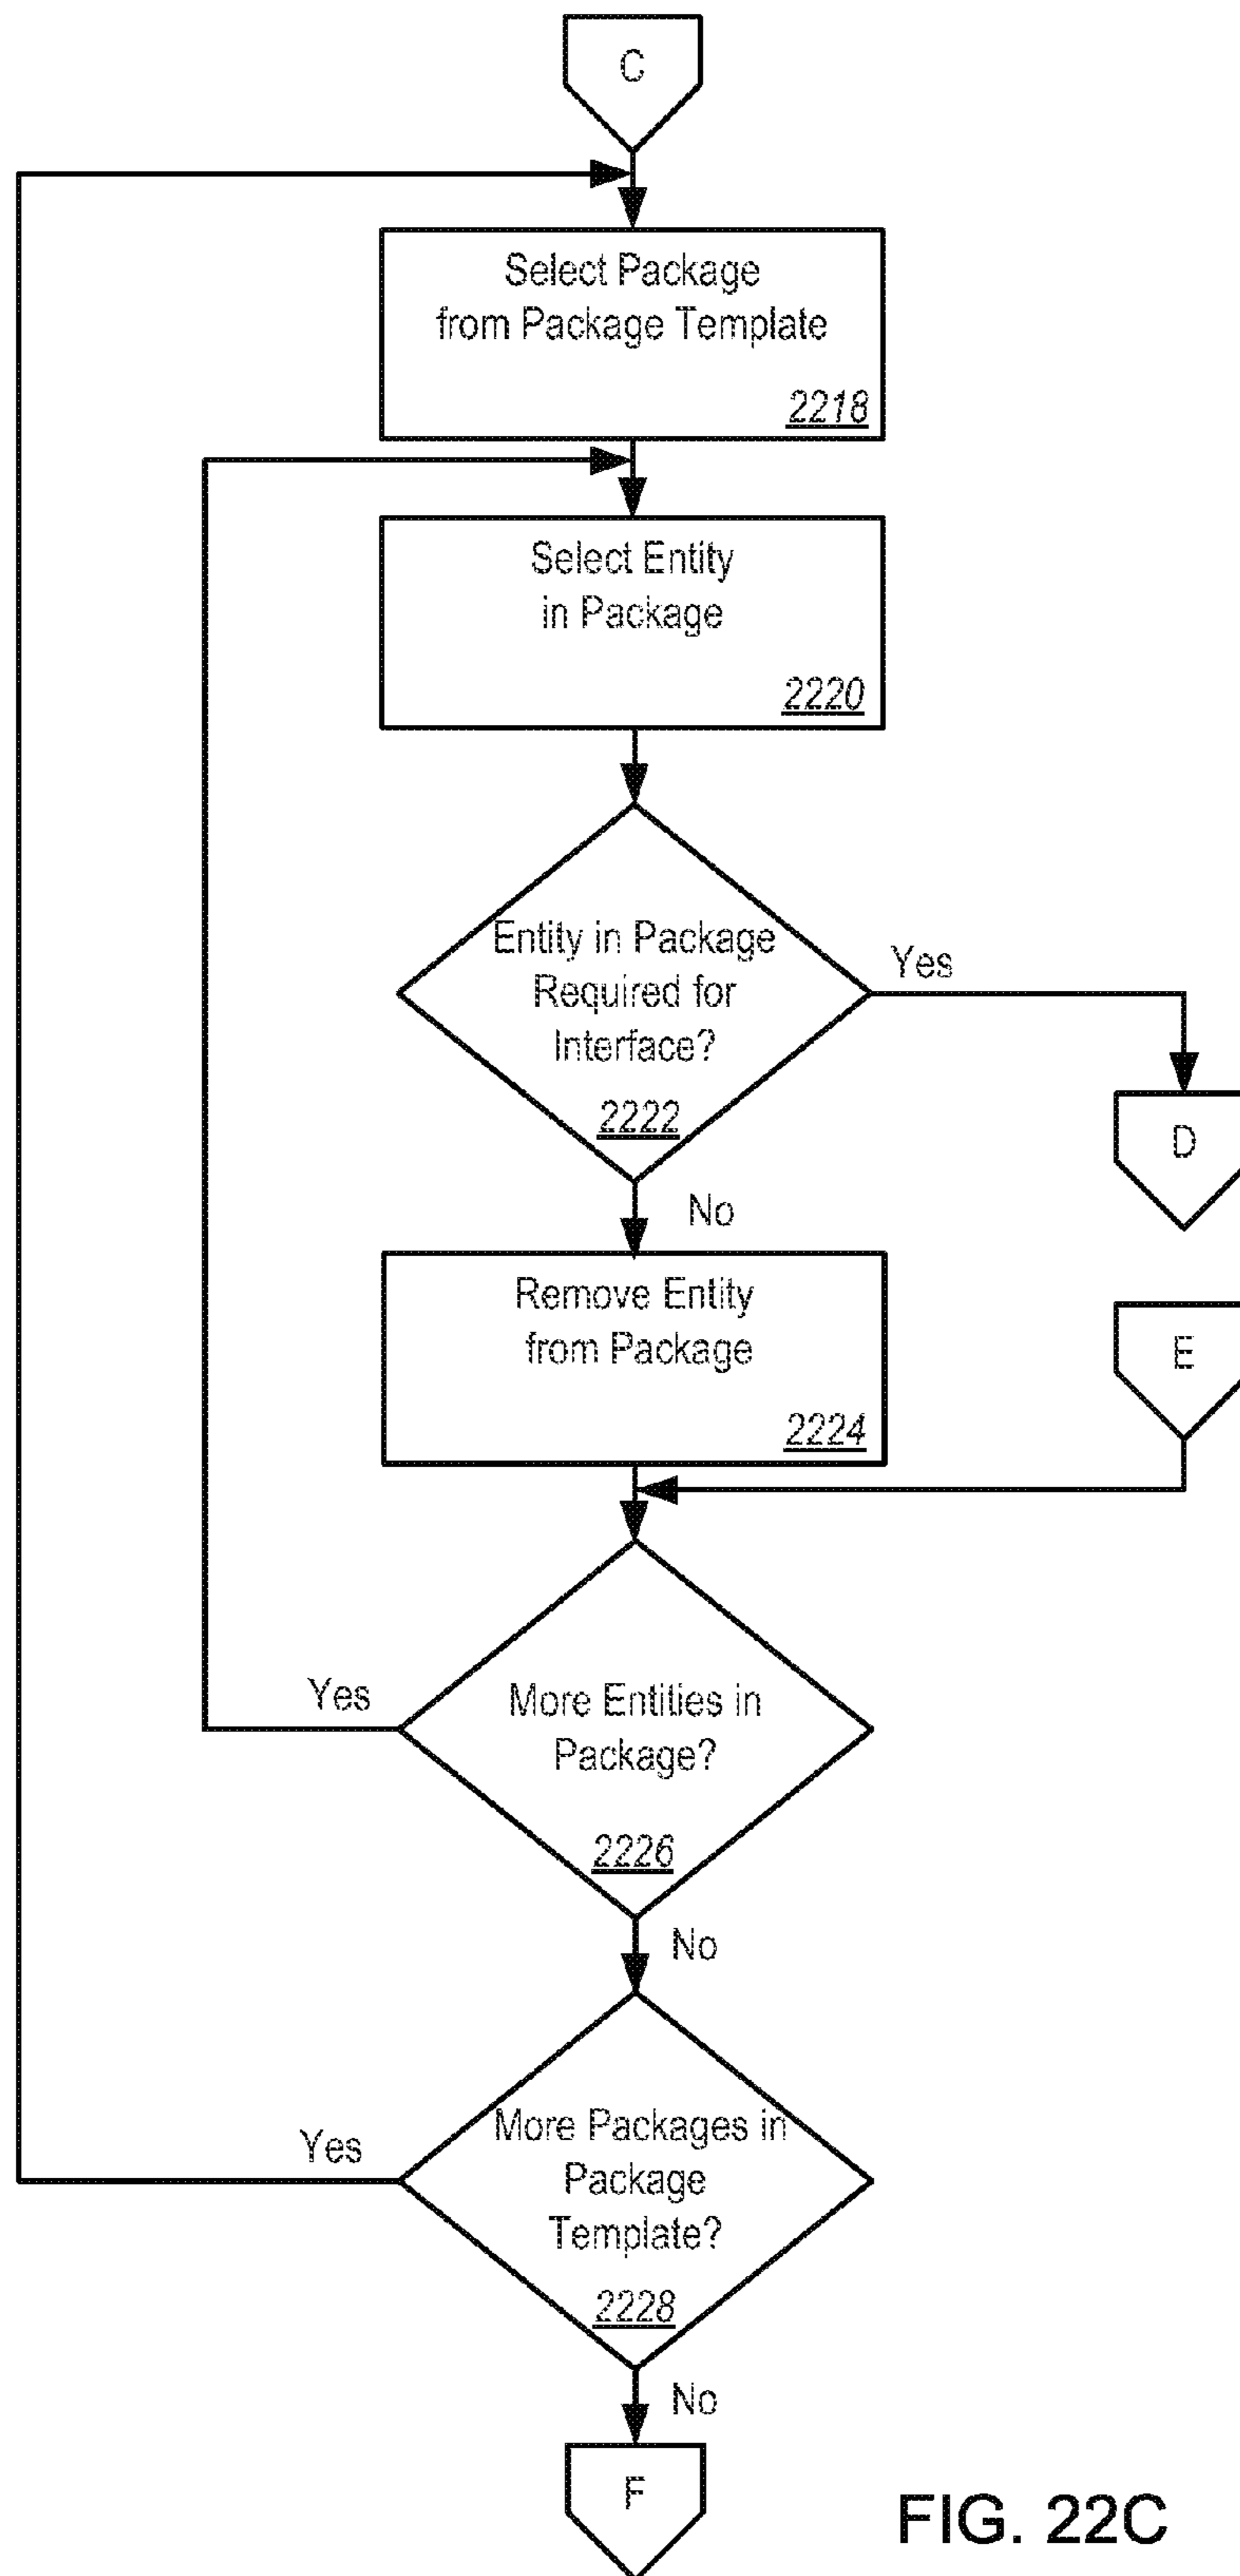 C
Select Package
from Package Template
2218
Select Entity
in Package
2220
Entity in Package
Required for
Interface?
2222
Yes
D
No
Remove Entity
from Package
2224
E
More Entities in
Package?
2226
Yes
No
More Packages in
Package
Template?
2228
Yes
No
F
FIG. 22C